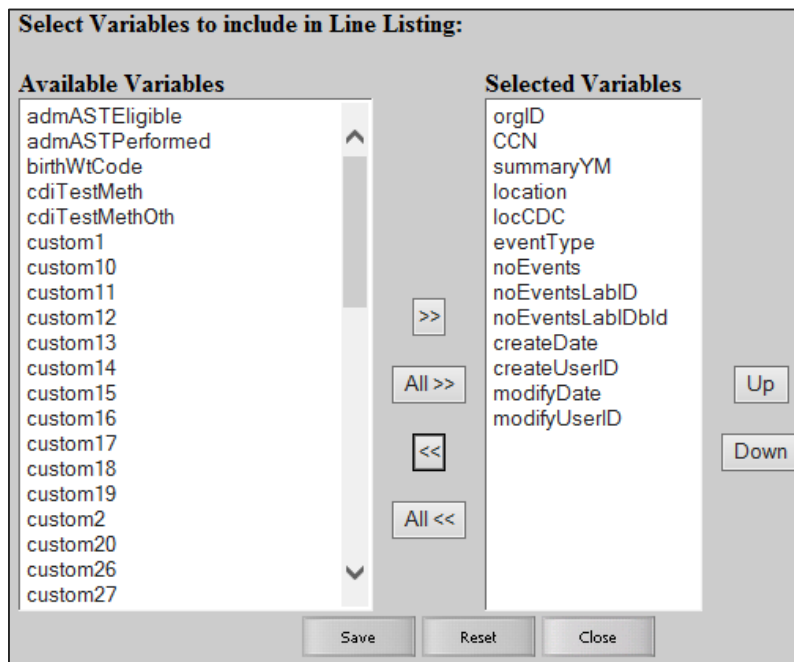 Select Variables to include in Line Listing:
Available Variables
admASTEligible
admASTPerformed
birthWtCode
cdiTestMeth
cdiTestMethOth
custom1
custom10
custom11
custom12
custom13
custom14
custom15
custom16
custom17
custom18
custom19
custom2
custom20
custom26
custom27
>>
All >>
<<
All <<
Selected Variables
orgID
CCN
summaryYM
location
locCDC
eventType
noEvents
noEventsLabID
noEventsLabIDbId
createDate
createUserID
modifyDate
modifyUserID
Up
Down
Save
Reset
Close